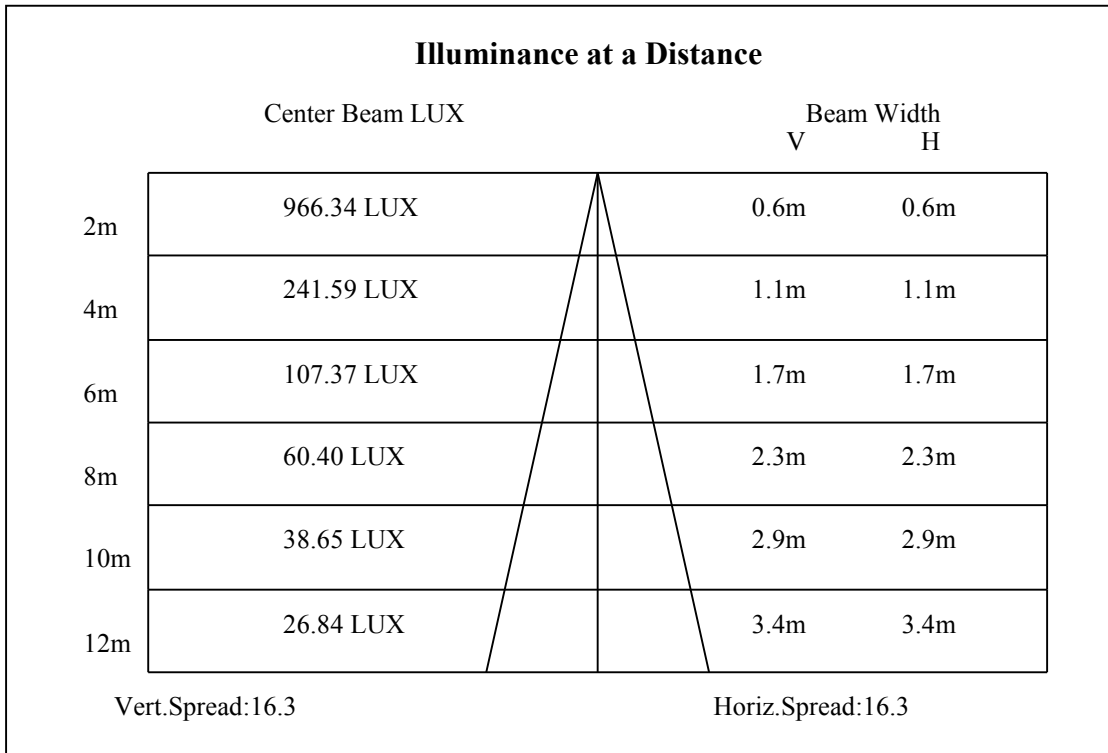 Illuminance at a Distance
Center Beam LUX Beam Width
V H
2m 966.34 LUX 0.6m 0.6m
4m 241.59 LUX 1.1m 1.1m
6m 107.37 LUX 1.7m 1.7m
8m 60.40 LUX 2.3m 2.3m
10m 38.65 LUX 2.9m 2.9m
12m 26.84 LUX 3.4m 3.4m
Vert.Spread:16.3 Horiz.Spread:16.3